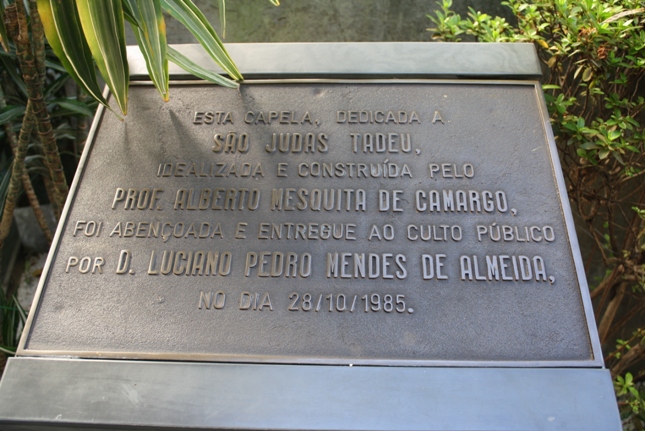 ESTA CAPELA, DEDICADA A
SÃO JUDAS TADEU,
IDEALIZADA E CONSTRUÍDA PELO
PROF. ALBERTO MESQUITA DE CAMARGO,
FOI ABENÇOADA E ENTREGUE AO CULTO PÚBLICO
POR D. LUCIANO PEDRO MENDES DE ALMEIDA,
NO DIA 28/10/1985.